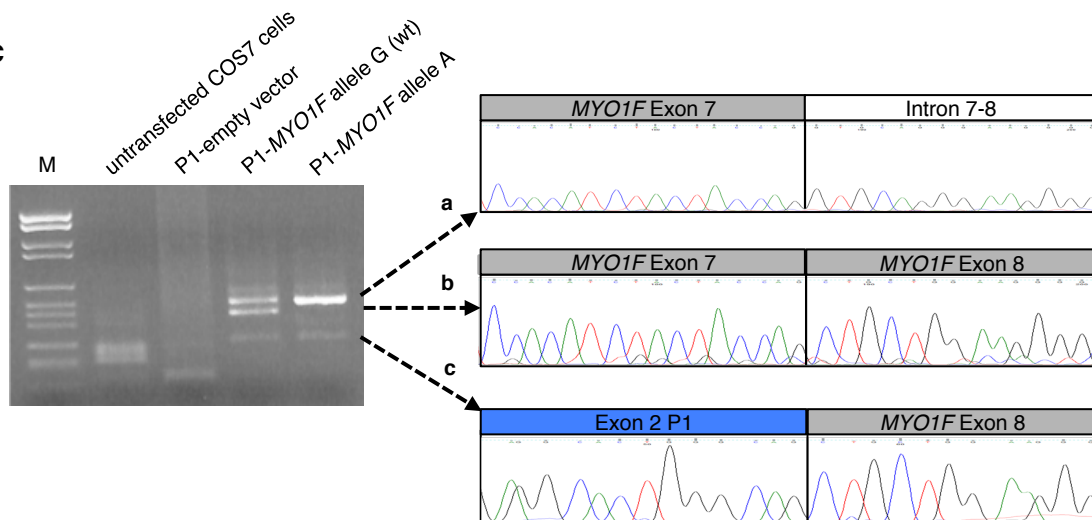 c
M
untransfected COS7 cells
P1-empty vector
P1-MYO1F allele G (wt)
P1-MYO1F allele A
a
MYO1F Exon 7 Intron 7-8
b
MYO1F Exon 7 MYO1F Exon 8
c
Exon 2 P1 MYO1F Exon 8